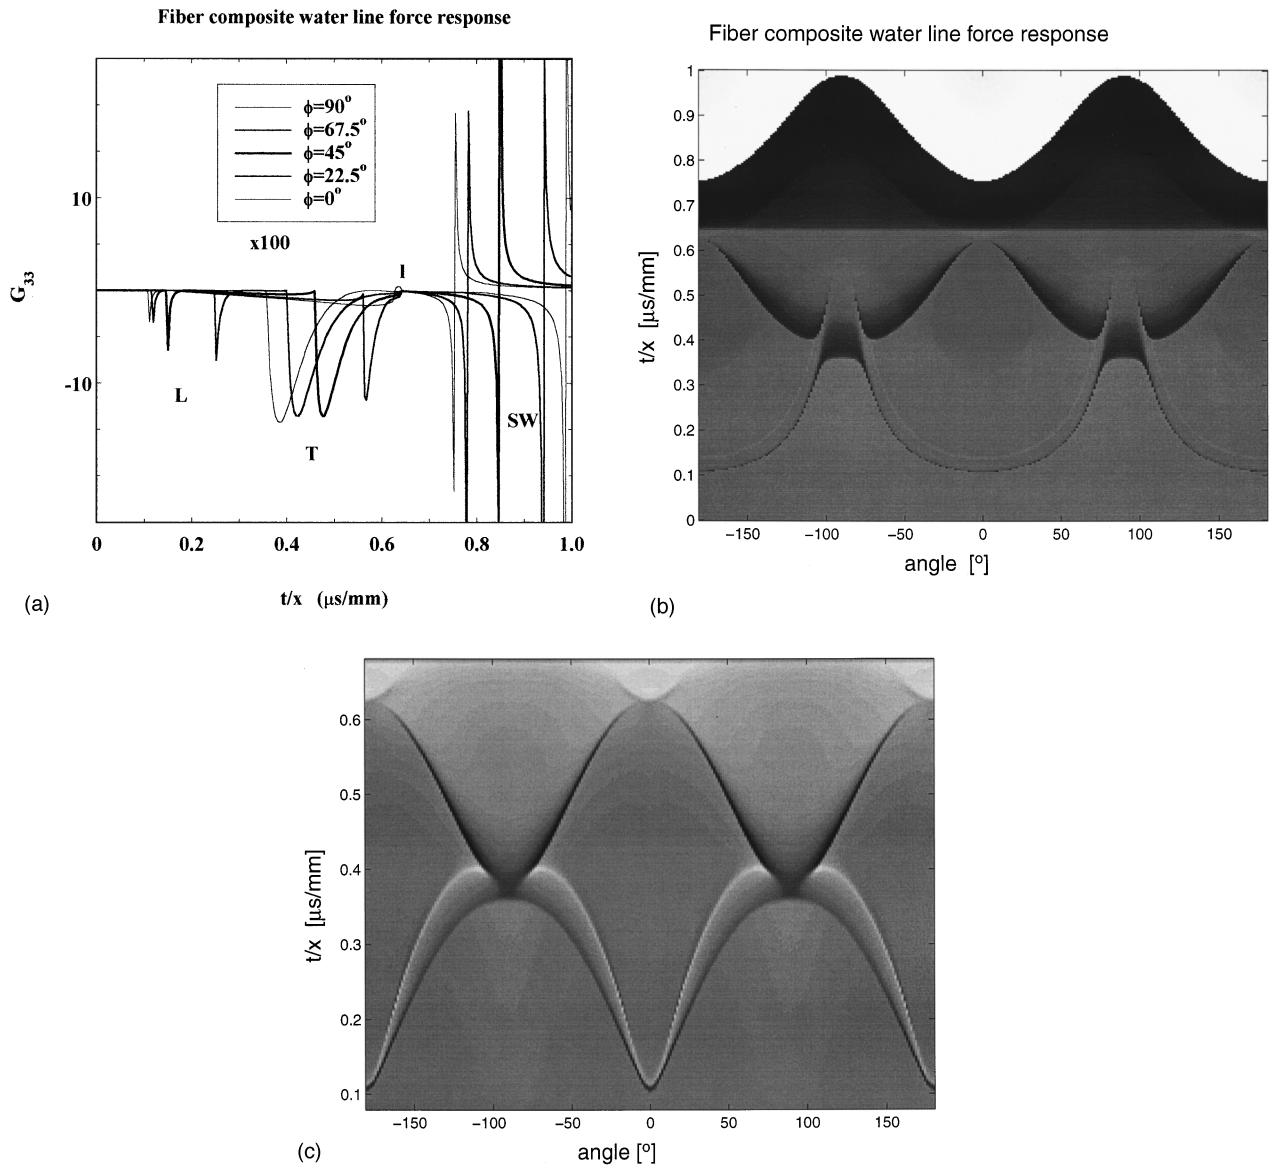 Fiber composite water line force response
ϕ=90°
ϕ=67.5°
ϕ=45°
ϕ=22.5°
ϕ=0°
x100
10
-10
G33
L
T
I
SW
0 0.2 0.4 0.6 0.8 1.0
t/x (μs/mm)
(a)
Fiber composite water line force response
1
0.9
0.8
0.7
0.6
0.5
0.4
0.3
0.2
0.1
0
t/x [μs/mm]
−150 −100 −50 0 50 100 150
angle [º]
(b)
0.6
0.5
0.4
0.3
0.2
0.1
t/x [μs/mm]
−150 −100 −50 0 50 100 150
angle [º]
(c)